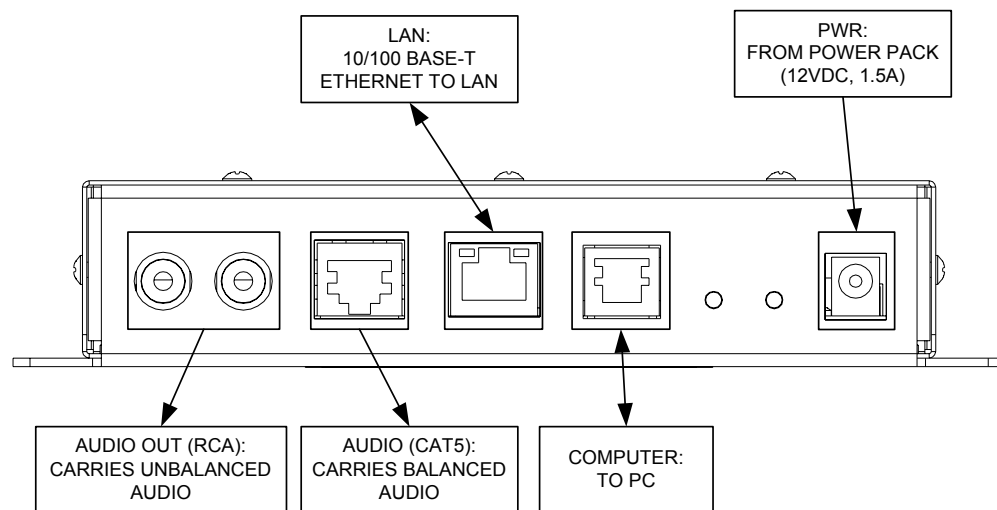 LAN:
10/100 BASE-T
ETHERNET TO LAN
PWR:
FROM POWER PACK
(12VDC, 1.5A)
AUDIO OUT (RCA):
CARRIES UNBALANCED
AUDIO
AUDIO (CAT5):
CARRIES BALANCED
AUDIO
COMPUTER:
TO PC